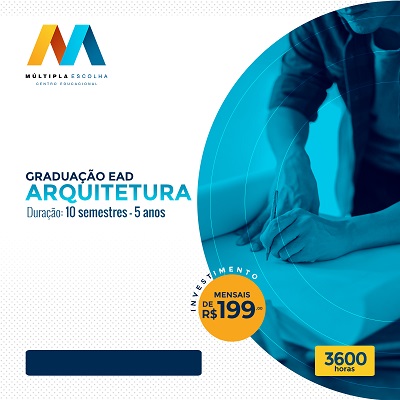 MÚLTIPLA ESCOLHA
CENTRO EDUCACIONAL
GRADUAÇÃO EAD
ARQUITETURA
Duração: 10 semestres - 5 anos
INVESTIMENTO
MENSAIS
DE
R$ 199,00
3600
horas